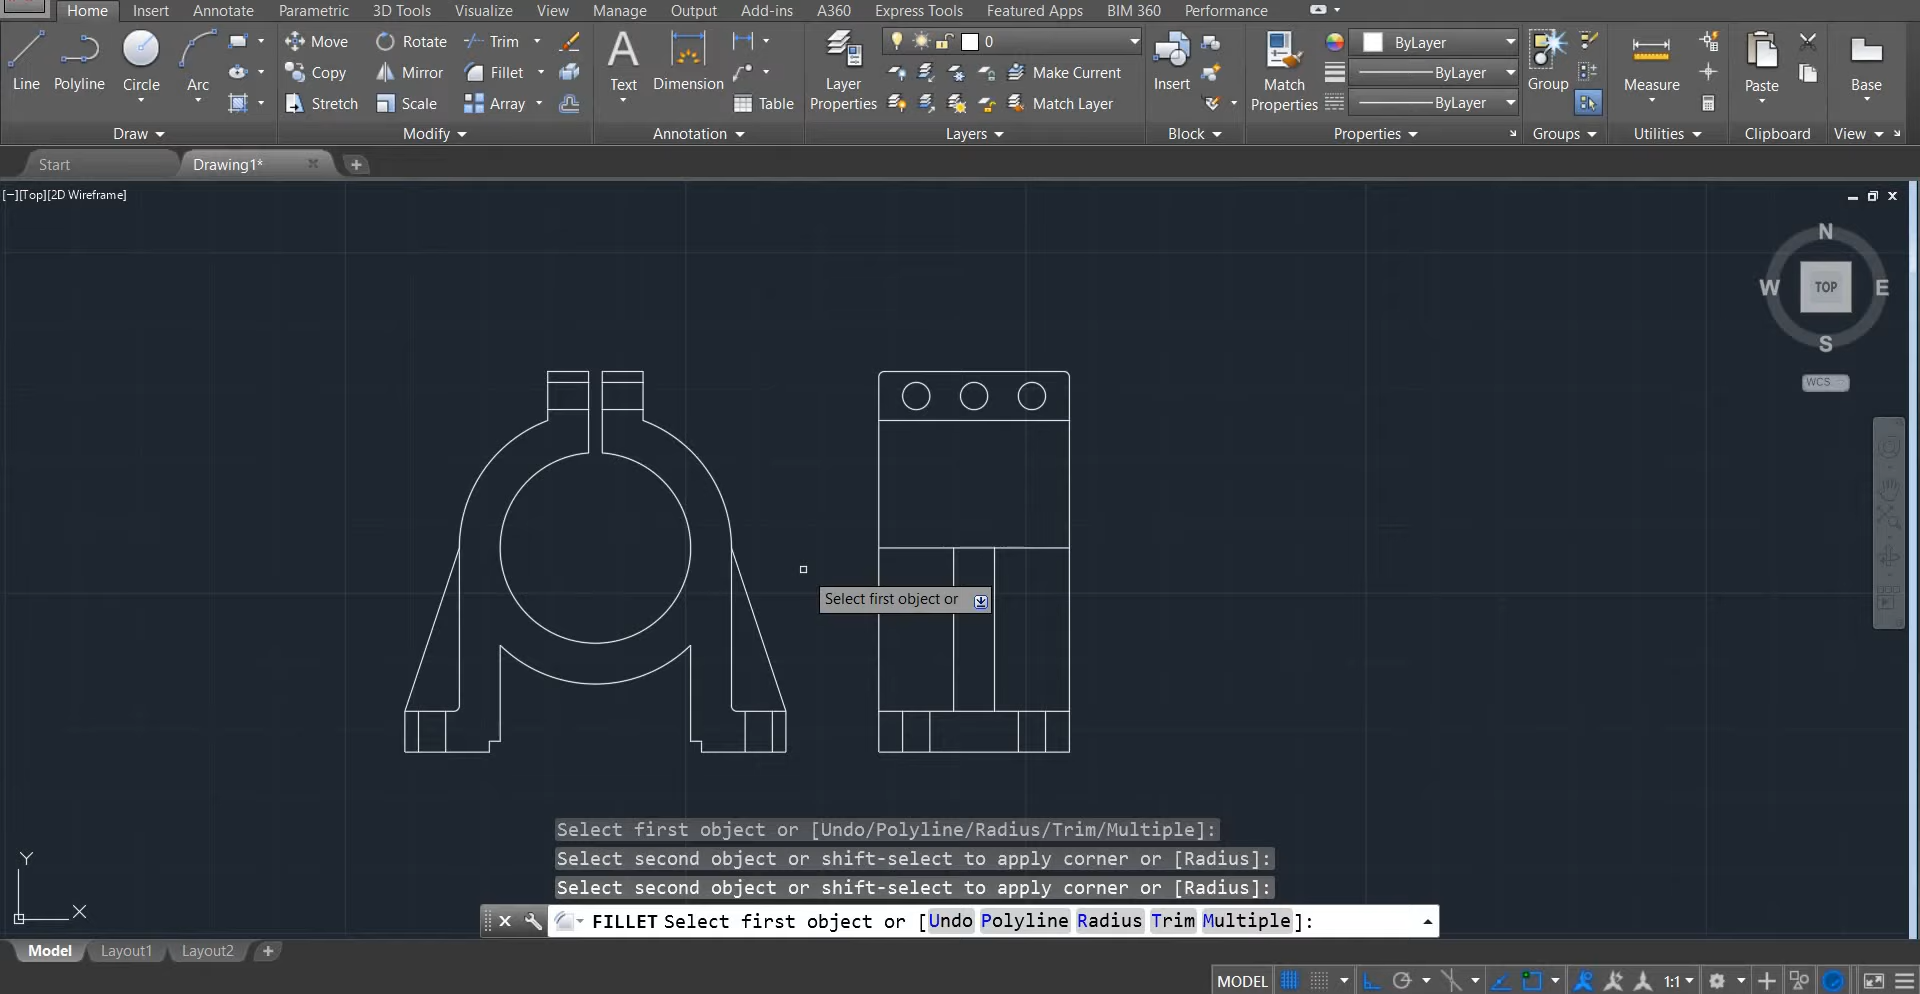 Home Insert Annotate Parametric 3D Tools Visualize View Manage Output Add-ins A360 Express Tools Featured Apps BIM 360 Performance
Line Polyline Circle Arc
Move Rotate Trim
Copy Mirror Fillet
Stretch Scale Array
Text Dimension Table
Layer Properties
0
Make Current
Match Layer
Insert
Match Properties
ByLayer
ByLayer
ByLayer
Group
Measure
Paste
Base
Draw Modify Annotation Layers Block Properties Groups Utilities Clipboard View
Start Drawing1*
[−][Top][2D Wireframe]
N
W TOP E
S
WCS
Select first object or
Y
X
Select first object or [Undo/Polyline/Radius/Trim/Multiple]:
Select second object or shift-select to apply corner or [Radius]:
Select second object or shift-select to apply corner or [Radius]:
FILLET Select first object or [Undo Polyline Radius Trim Multiple]:
Model Layout1 Layout2
MODEL 1:1